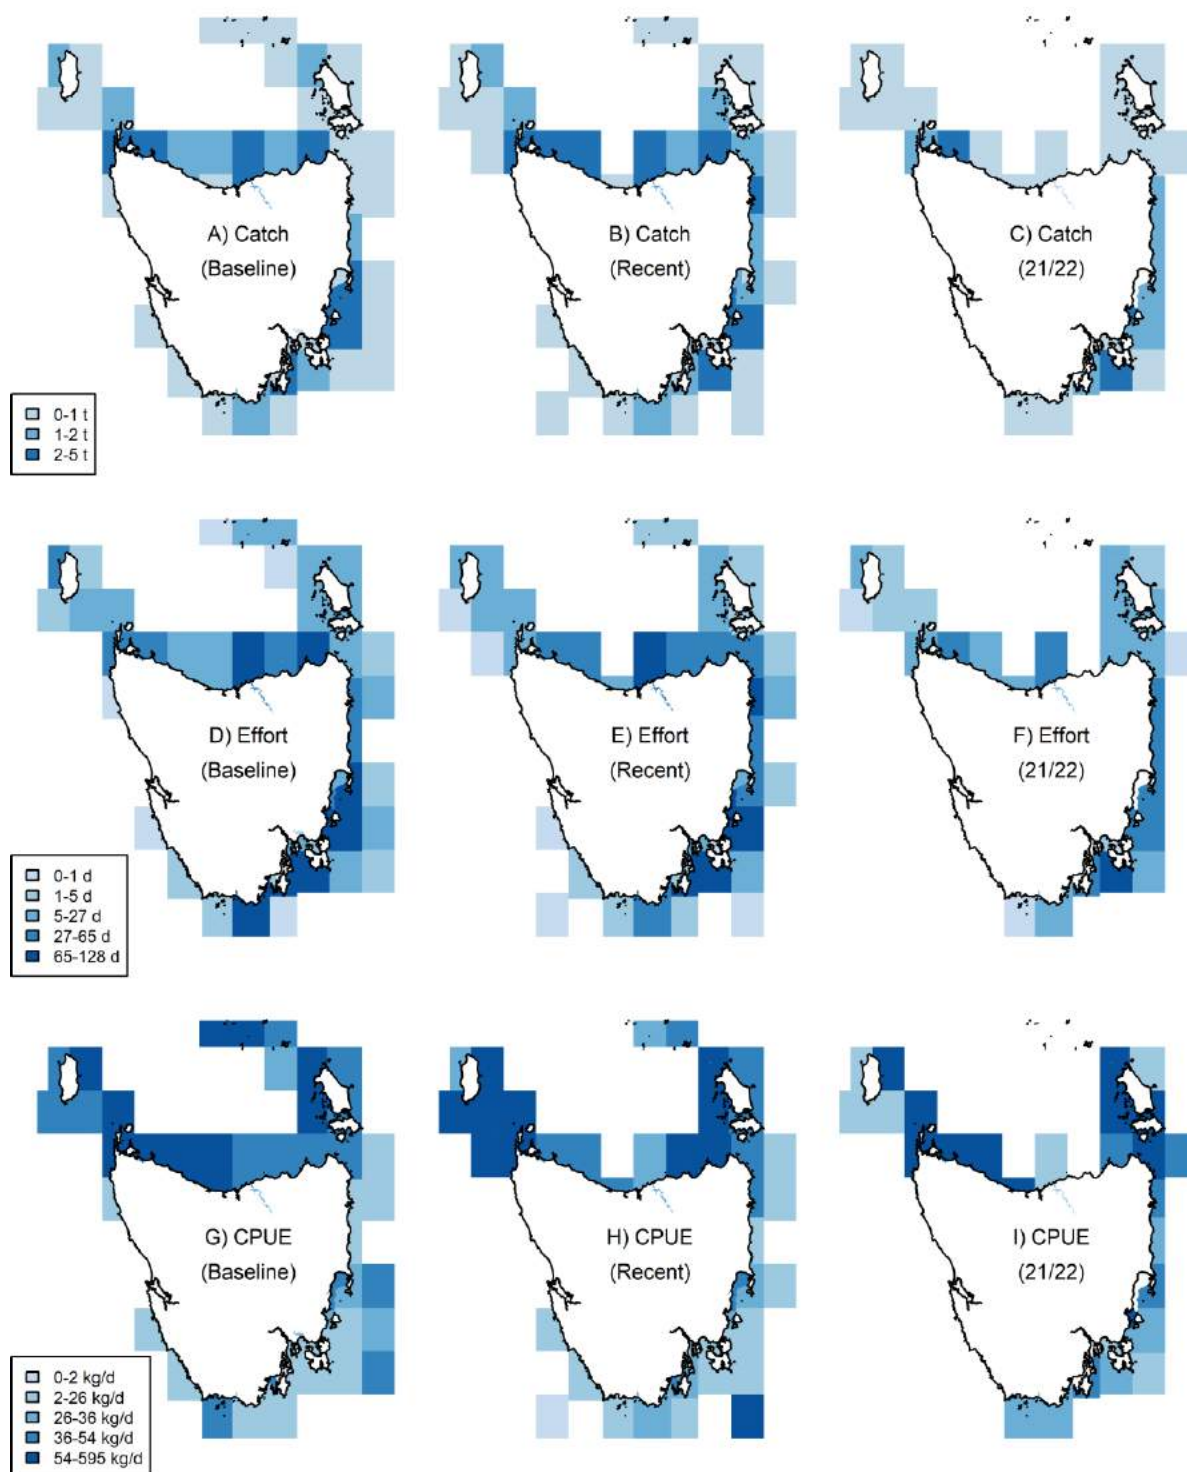 A) Catch
(Baseline)
B) Catch
(Recent)
C) Catch
(21/22)
0-1 t
1-2 t
2-5 t
D) Effort
(Baseline)
E) Effort
(Recent)
F) Effort
(21/22)
0-1 d
1-5 d
5-27 d
27-65 d
65-128 d
G) CPUE
(Baseline)
H) CPUE
(Recent)
I) CPUE
(21/22)
0-2 kg/d
2-26 kg/d
26-36 kg/d
36-54 kg/d
54-595 kg/d